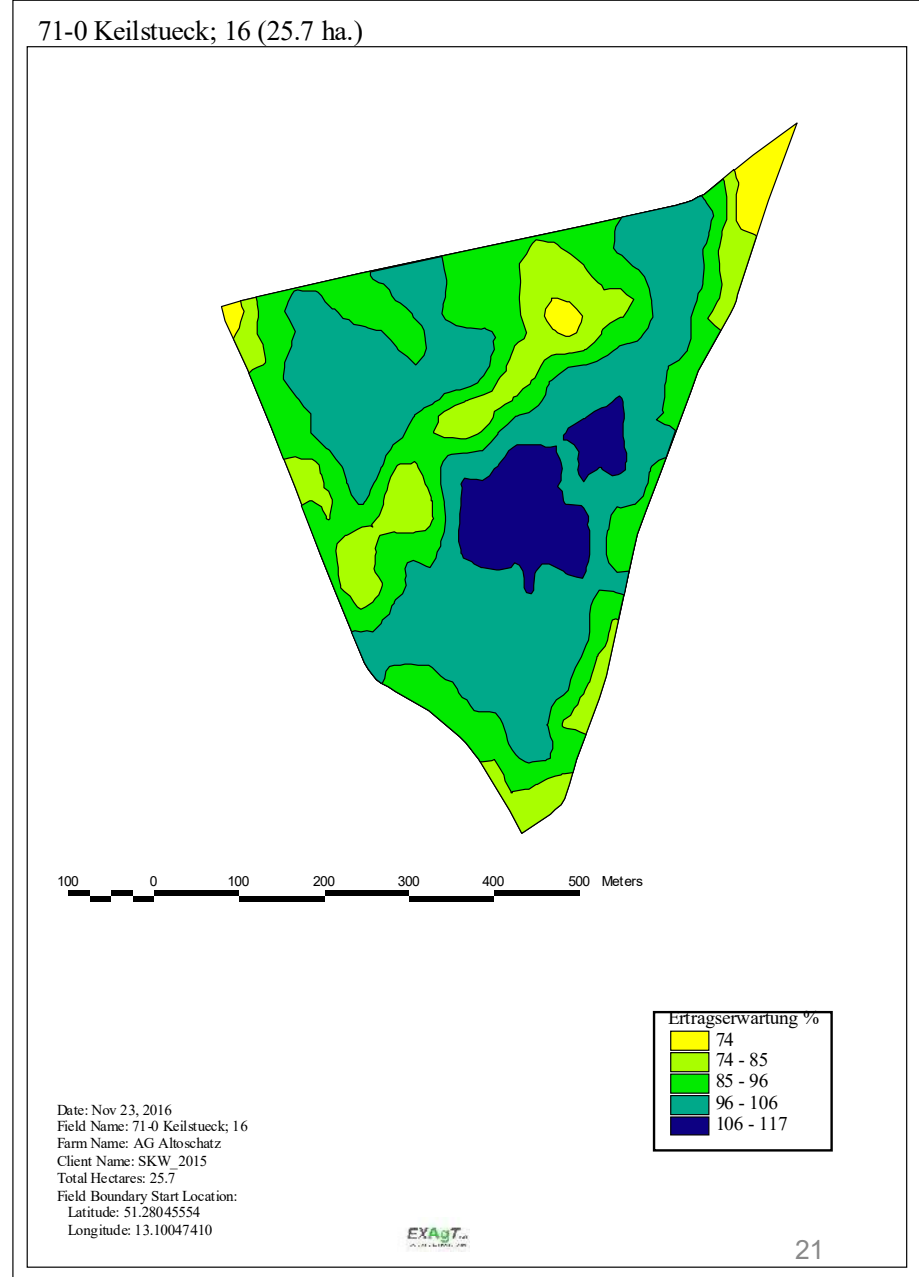 71-0 Keilstueck; 16 (25.7 ha.)
100 0 100 200 300 400 500 Meters
Ertragserwartung %
74
74 - 85
85 - 96
96 - 106
106 - 117
Date: Nov 23, 2016
Field Name: 71-0 Keilstueck; 16
Farm Name: AG Altoschatz
Client Name: SKW_2015
Total Hectares: 25.7
Field Boundary Start Location:
Latitude: 51.28045554
Longitude: 13.10047410
EXAgT
21